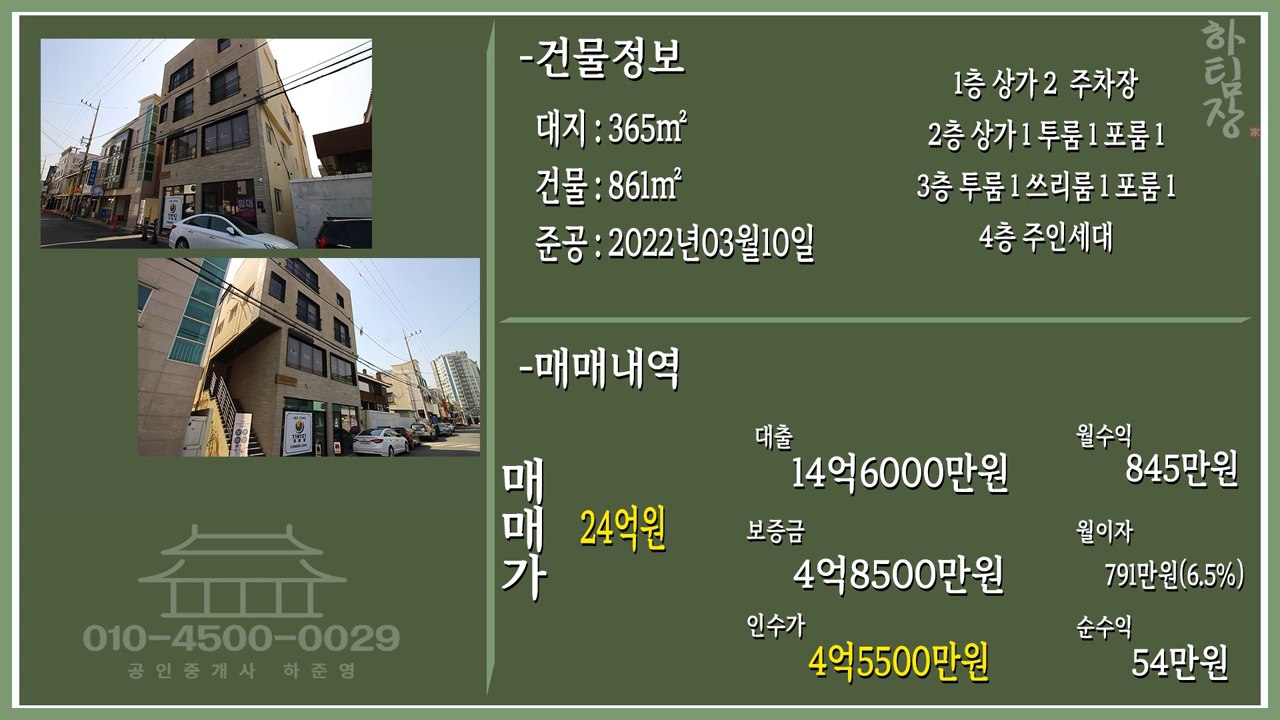 -건물정보
대지 : 365㎡
건물 : 861㎡
준공 : 2022년03월10일
1층 상가 2 주차장
2층 상가 1 투룸 1 포룸 1
3층 투룸 1 쓰리룸 1 포룸 1
4층 주인세대
하팀장
家
-매매내역
매매가
24억원
대출
14억6000만원
보증금
4억8500만원
인수가
4억5500만원
월수익
845만원
월이자
791만원(6.5%)
순수익
54만원
임대
010-4500-0029
공인중개사 하준영